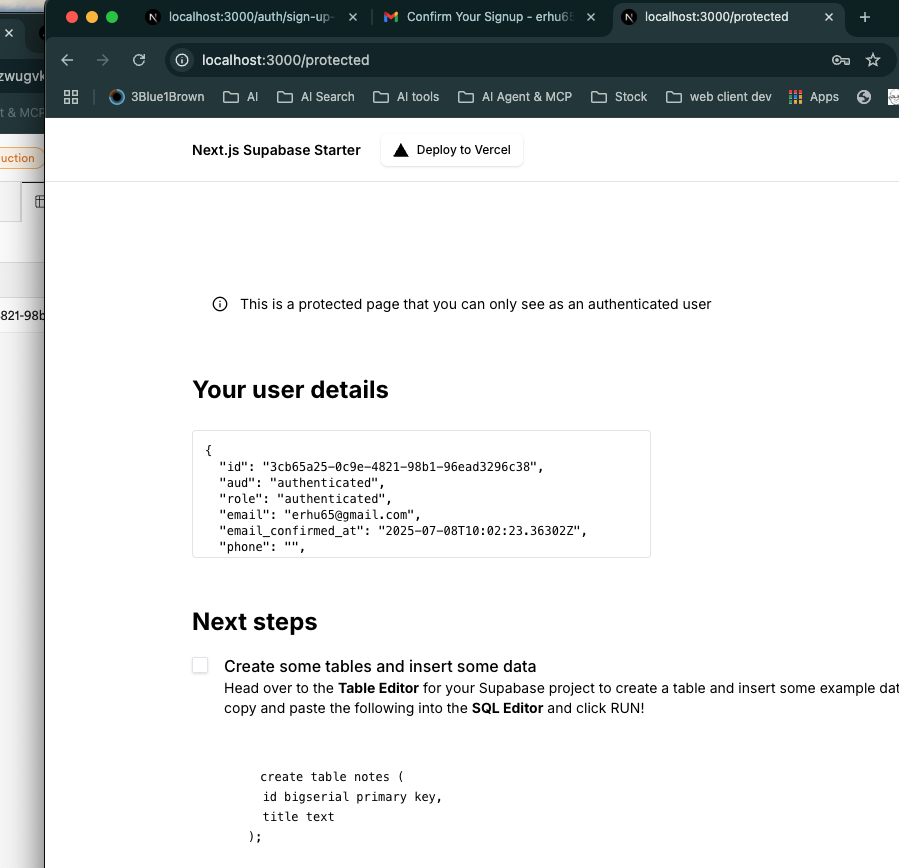 localhost:3000/auth/sign-up-
Confirm Your Signup - erhu65
localhost:3000/protected
zwugvk
localhost:3000/protected
t & MCP
3Blue1Brown
AI
AI Search
AI tools
AI Agent & MCP
Stock
web client dev
Apps
uction
Next.js Supabase Starter
Deploy to Vercel
This is a protected page that you can only see as an authenticated user
821-98b
Your user details
{
"id": "3cb65a25-0c9e-4821-98b1-96ead3296c38",
"aud": "authenticated",
"role": "authenticated",
"email": "erhu65@gmail.com",
"email_confirmed_at": "2025-07-08T10:02:23.36302Z",
"phone": "",
Next steps
Create some tables and insert some data
Head over to the Table Editor for your Supabase project to create a table and insert some example dat
copy and paste the following into the SQL Editor and click RUN!
create table notes (
id bigserial primary key,
title text
);